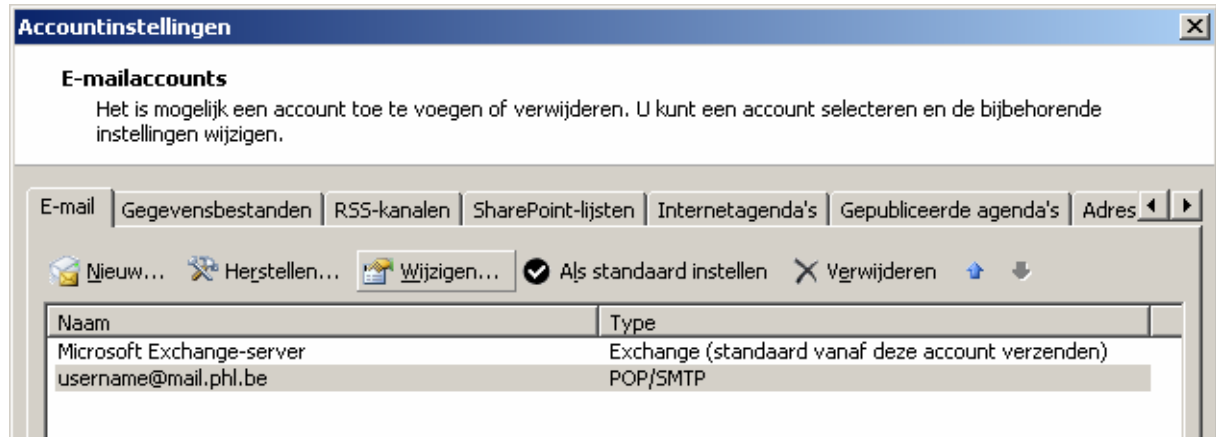 Accountinstellingen
E-mailaccounts
Het is mogelijk een account toe te voegen of verwijderen. U kunt een account selecteren en de bijbehorende
instellingen wijzigen.
E-mail Gegevensbestanden RSS-kanalen SharePoint-lijsten Internetagenda's Gepubliceerde agenda's Adres
Nieuw... Herstellen... Wijzigen... Als standaard instellen Verwijderen
Naam Type
Microsoft Exchange-server Exchange (standaard vanaf deze account verzenden)
username@mail.phl.be POP/SMTP